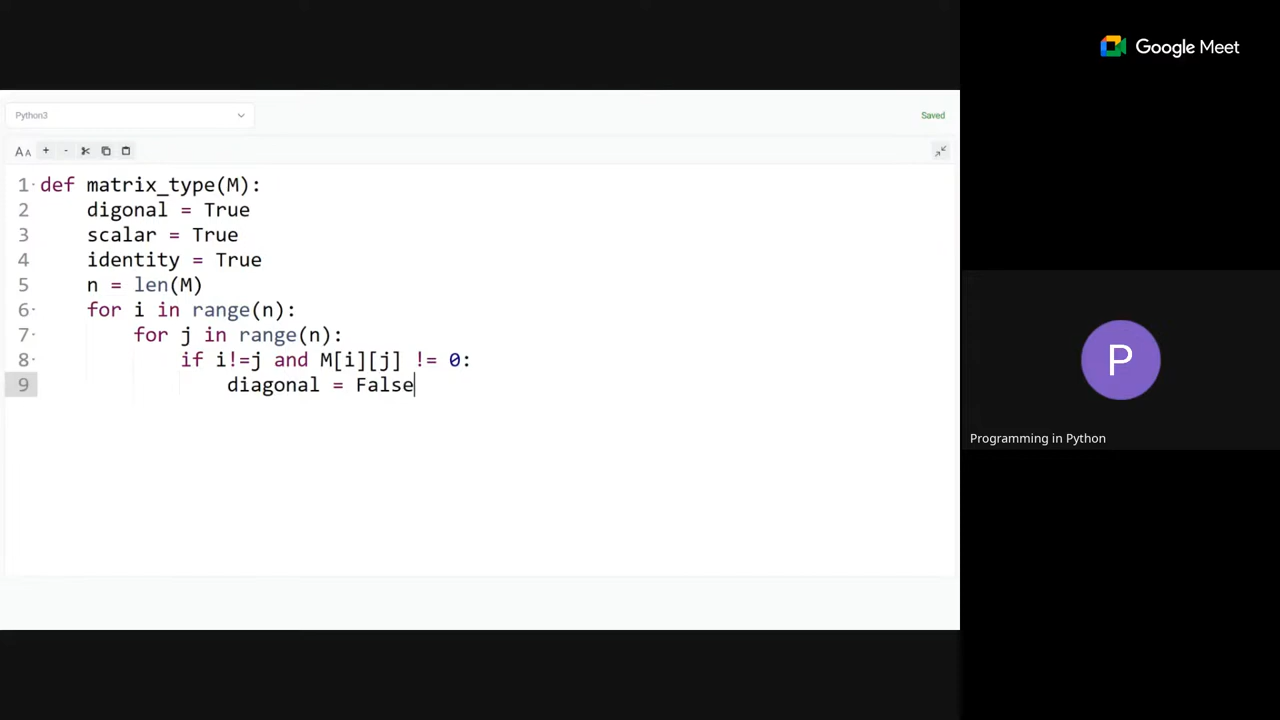 Google Meet
Python3
Saved
AA + -
1 def matrix_type(M):
2 digonal = True
3 scalar = True
4 identity = True
5 n = len(M)
6 for i in range(n):
7 for j in range(n):
8 if i!=j and M[i][j] != 0:
9 diagonal = False
P
Programming in Python